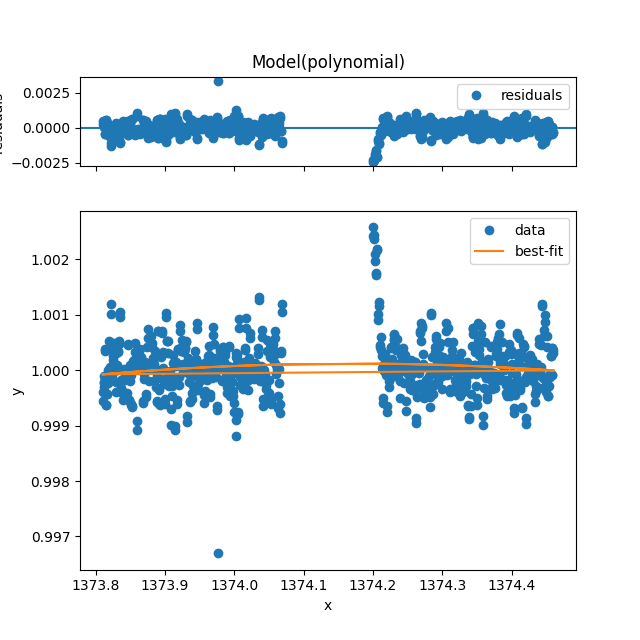 Model(polynomial)
0.0025
0.0000
−0.0025
residuals
residuals
1.002
1.001
1.000
0.999
0.998
0.997
y
data
best-fit
1373.8 1373.9 1374.0 1374.1 1374.2 1374.3 1374.4
x